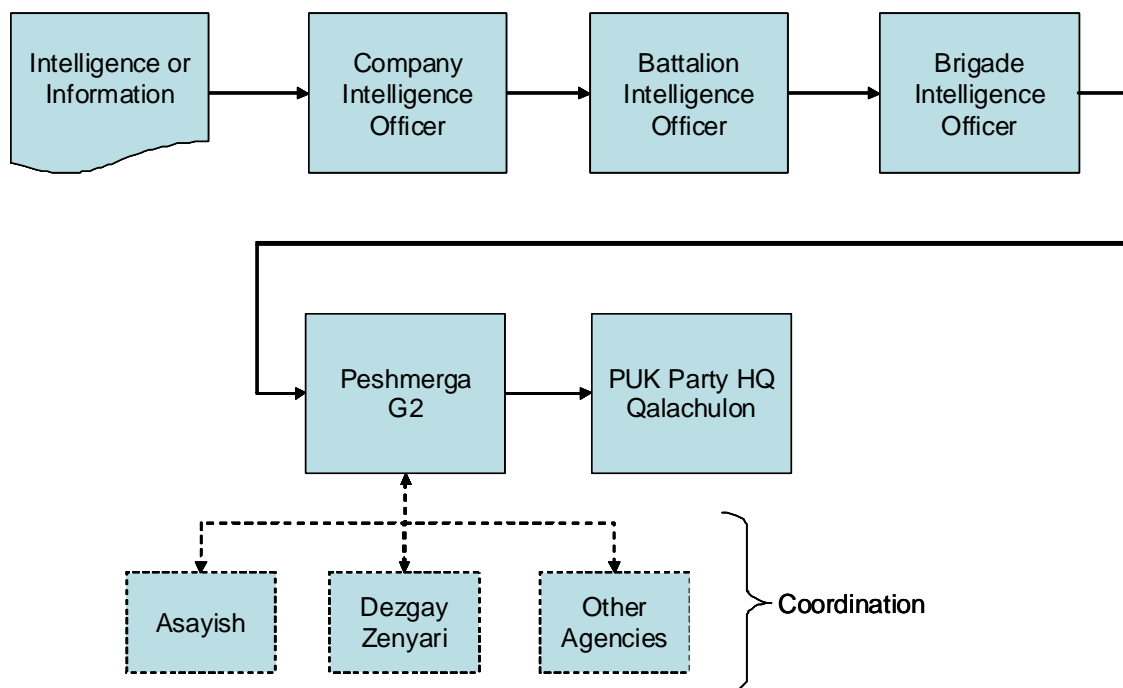 Intelligence or
Information
Company
Intelligence
Officer
Battalion
Intelligence
Officer
Brigade
Intelligence
Officer
Peshmerga
G2
PUK Party HQ
Qalachulon
Asayish
Dezgay
Zenyari
Other
Agencies
Coordination